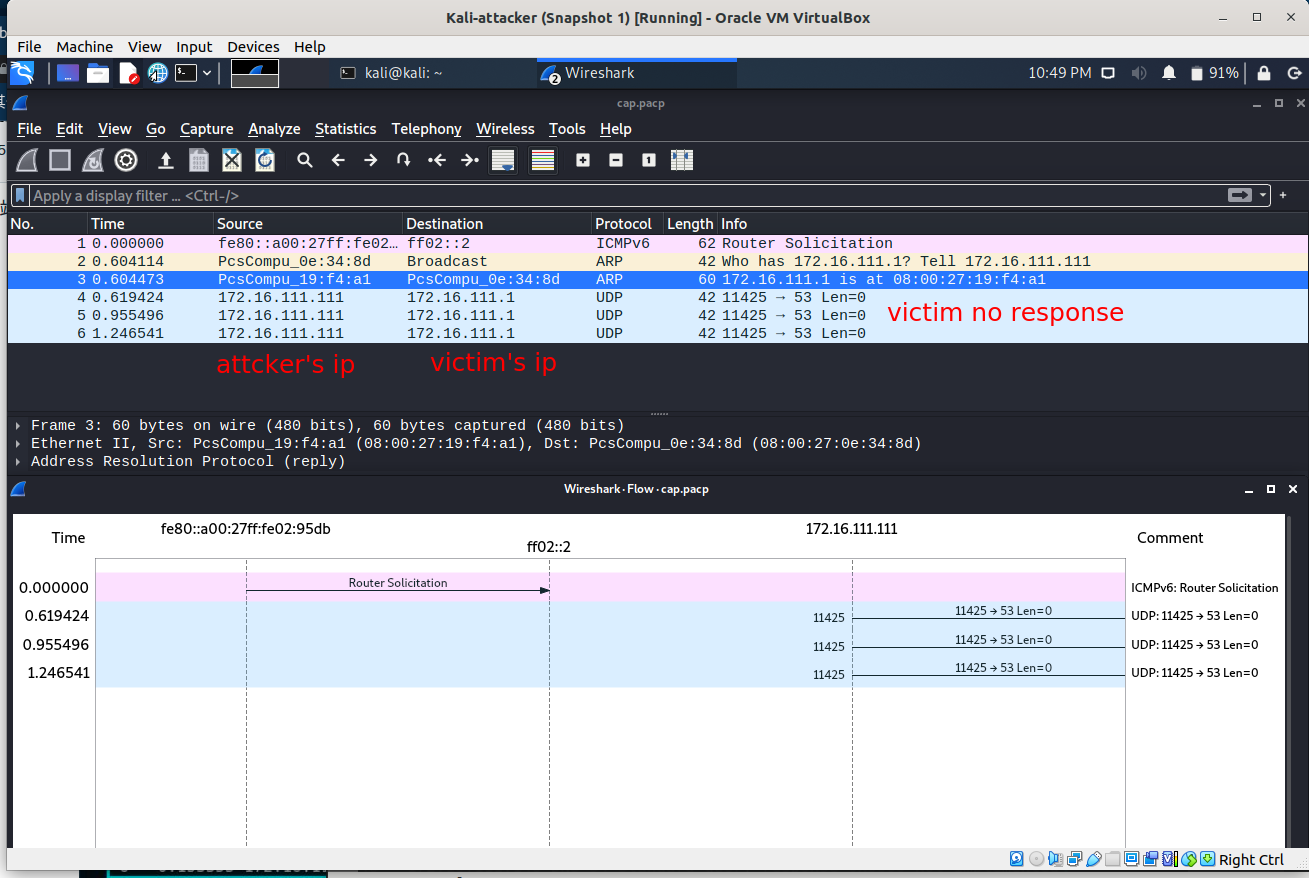 Kali-attacker (Snapshot 1) [Running] - Oracle VM VirtualBox
File Machine View Input Devices Help
kali@kali: ~
2 Wireshark
10:49 PM
91%
cap.pacp
File Edit View Go Capture Analyze Statistics Telephony Wireless Tools Help
Apply a display filter … <Ctrl-/>
No. Time Source Destination Protocol Length Info
1 0.000000 fe80::a00:27ff:fe02… ff02::2 ICMPv6 62 Router Solicitation
2 0.604114 PcsCompu_0e:34:8d Broadcast ARP 42 Who has 172.16.111.1? Tell 172.16.111.111
3 0.604473 PcsCompu_19:f4:a1 PcsCompu_0e:34:8d ARP 60 172.16.111.1 is at 08:00:27:19:f4:a1
4 0.619424 172.16.111.111 172.16.111.1 UDP 42 11425 → 53 Len=0
5 0.955496 172.16.111.111 172.16.111.1 UDP 42 11425 → 53 Len=0
6 1.246541 172.16.111.111 172.16.111.1 UDP 42 11425 → 53 Len=0
victim no response
attcker's ip
victim's ip
Frame 3: 60 bytes on wire (480 bits), 60 bytes captured (480 bits)
Ethernet II, Src: PcsCompu_19:f4:a1 (08:00:27:19:f4:a1), Dst: PcsCompu_0e:34:8d (08:00:27:0e:34:8d)
Address Resolution Protocol (reply)
Wireshark · Flow · cap.pacp
Time
fe80::a00:27ff:fe02:95db
ff02::2
172.16.111.111
Comment
0.000000 Router Solicitation ICMPv6: Router Solicitation
0.619424 11425 11425 → 53 Len=0 UDP: 11425 → 53 Len=0
0.955496 11425 11425 → 53 Len=0 UDP: 11425 → 53 Len=0
1.246541 11425 11425 → 53 Len=0 UDP: 11425 → 53 Len=0
Right Ctrl